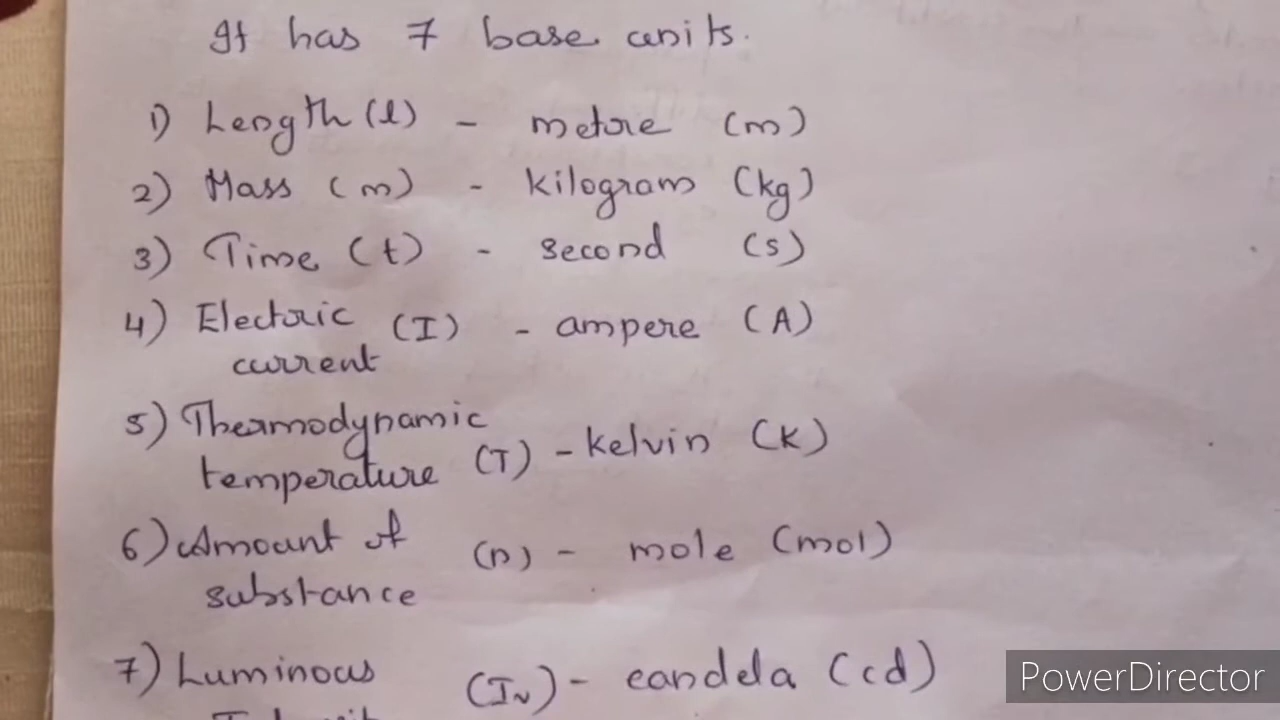 It has 7 base units.
1) Length (l) - metre (m)
2) Mass (m) - kilogram (kg)
3) Time (t) - second (s)
4) Electric (I) - ampere (A)
current
5) Thermodynamic
temperature (T) - kelvin (K)
6) Amount of (n) - mole (mol)
substance
7) Luminous (Iv) - candela (cd)
PowerDirector